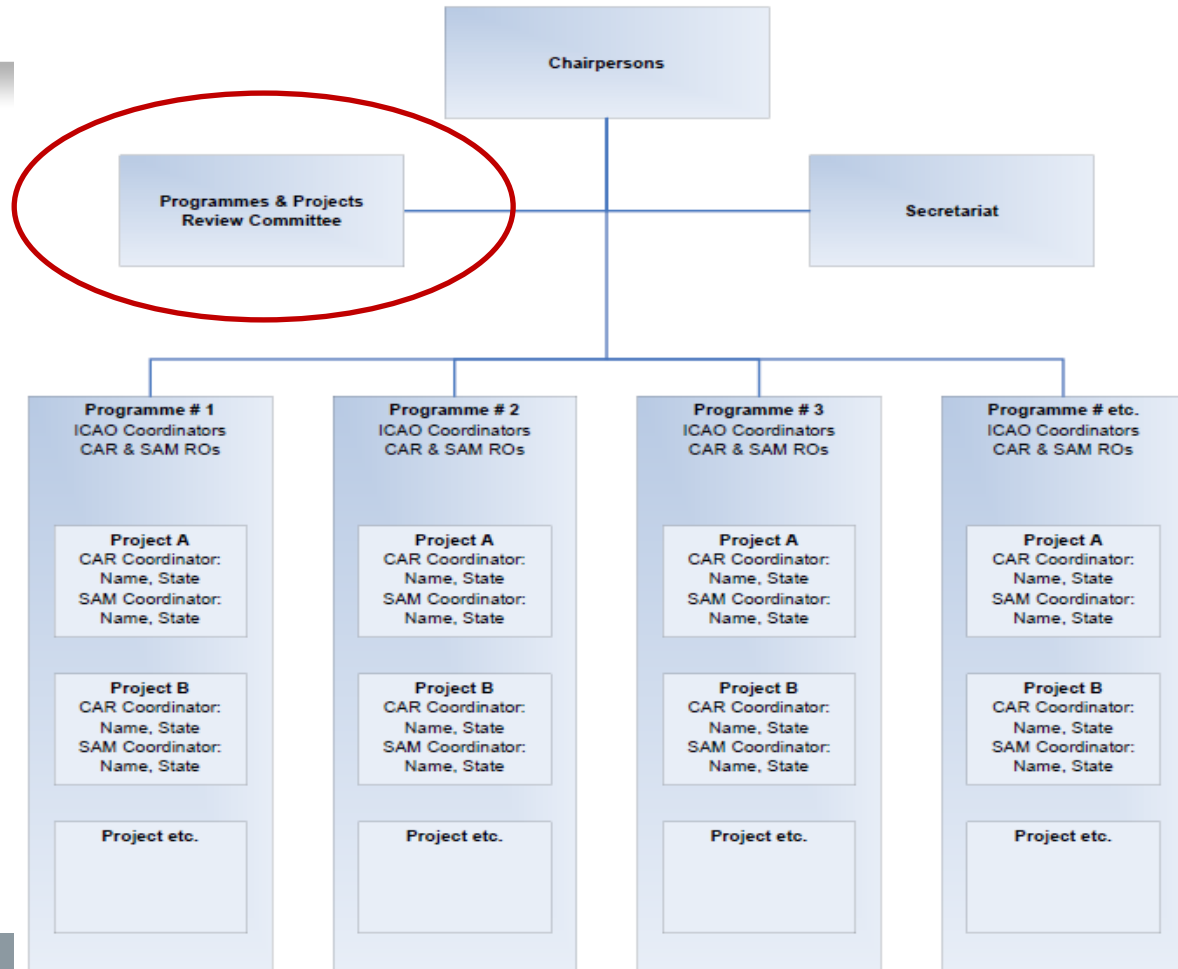 Chairpersons
Programmes & Projects
Review Committee
Secretariat
Programme # 1
ICAO Coordinators
CAR & SAM ROs
Project A
CAR Coordinator:
Name, State
SAM Coordinator:
Name, State
Project B
CAR Coordinator:
Name, State
SAM Coordinator:
Name, State
Project etc.
Programme # 2
ICAO Coordinators
CAR & SAM ROs
Project A
CAR Coordinator:
Name, State
SAM Coordinator:
Name, State
Project B
CAR Coordinator:
Name, State
SAM Coordinator:
Name, State
Project etc.
Programme # 3
ICAO Coordinators
CAR & SAM ROs
Project A
CAR Coordinator:
Name, State
SAM Coordinator:
Name, State
Project B
CAR Coordinator:
Name, State
SAM Coordinator:
Name, State
Project etc.
Programme # etc.
ICAO Coordinators
CAR & SAM ROs
Project A
CAR Coordinator:
Name, State
SAM Coordinator:
Name, State
Project B
CAR Coordinator:
Name, State
SAM Coordinator:
Name, State
Project etc.